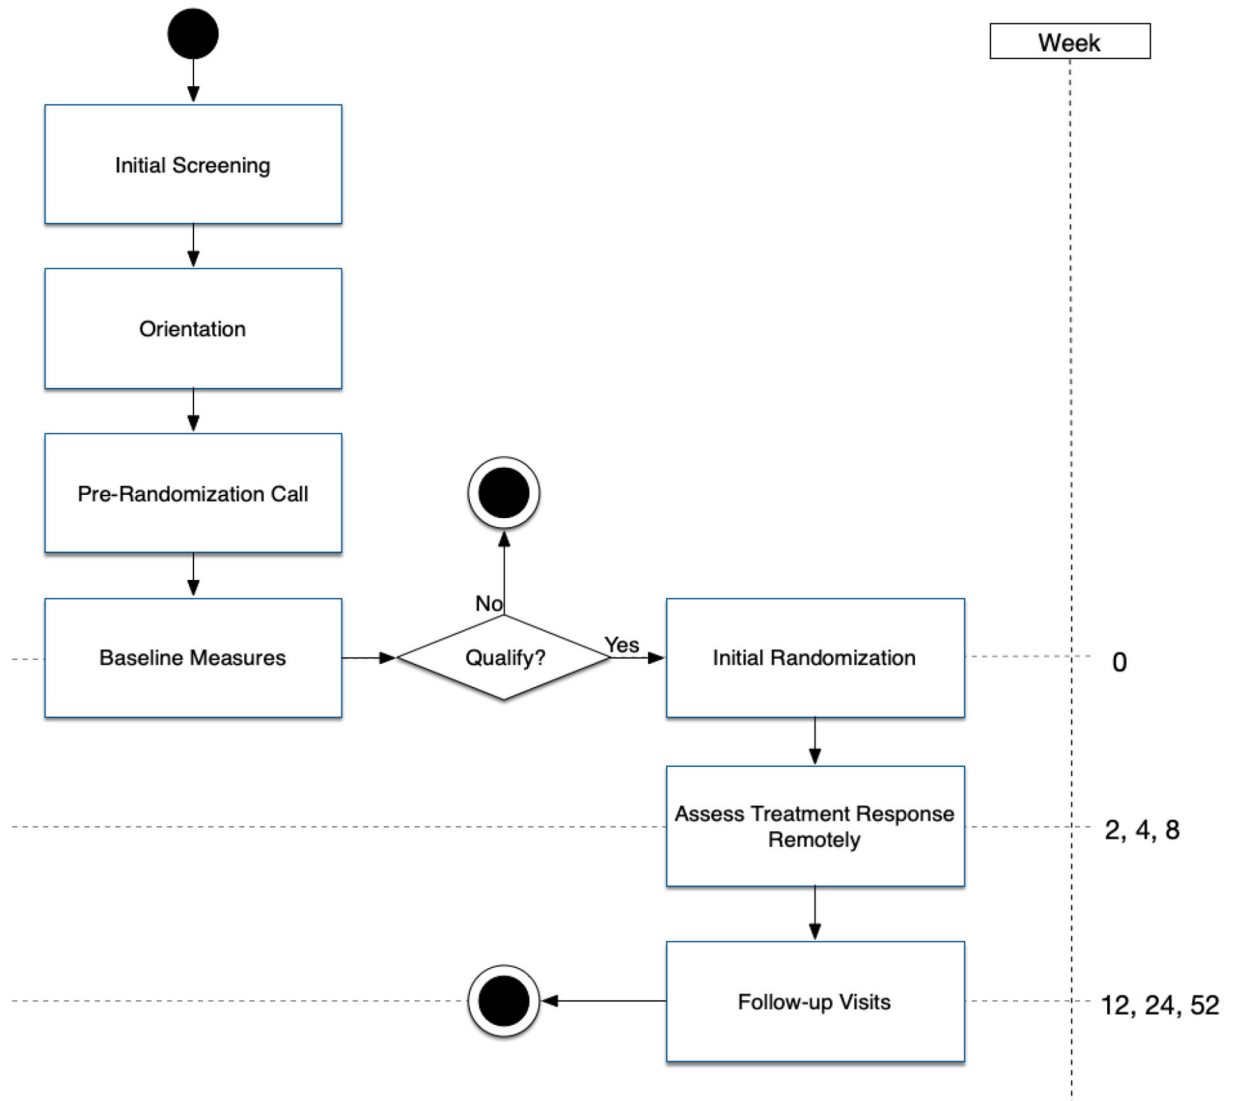 Week
Initial Screening
Orientation
Pre-Randomization Call
Baseline Measures
No
Qualify?
Yes
Initial Randomization
0
Assess Treatment Response
Remotely
2, 4, 8
Follow-up Visits
12, 24, 52